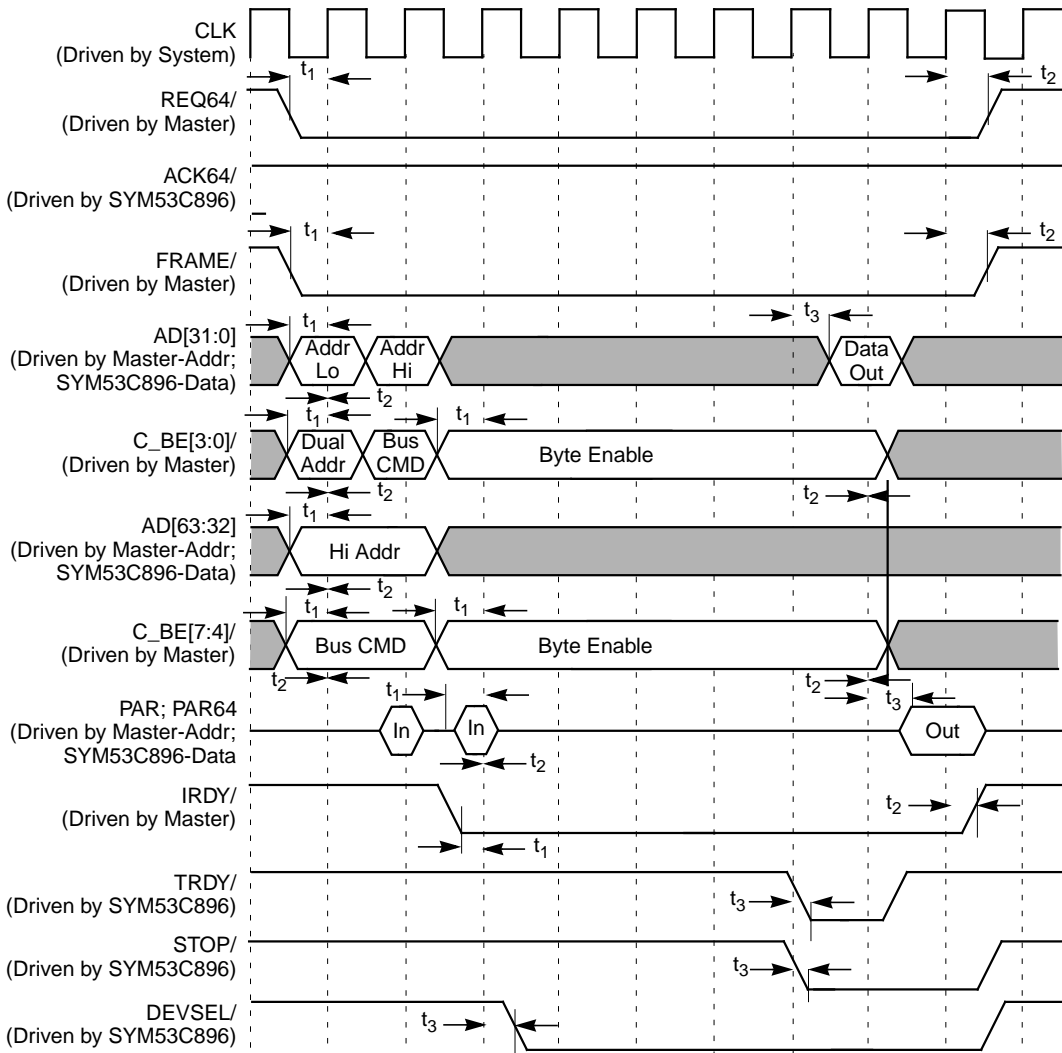 CLK
(Driven by System)
t1
t2
REQ64/
(Driven by Master)
ACK64/
(Driven by SYM53C896)
t1
t2
FRAME/
(Driven by Master)
t3
AD[31:0]
(Driven by Master-Addr;
SYM53C896-Data)
t1
Addr
Lo
Addr
Hi
Data
Out
t2
t1
t1
C_BE[3:0]/
(Driven by Master)
Dual
Addr
Bus
CMD
Byte Enable
t2
t2
AD[63:32]
(Driven by Master-Addr;
SYM53C896-Data)
t1
Hi Addr
t2
t1
t1
C_BE[7:4]/
(Driven by Master)
Bus CMD
Byte Enable
t2
t2
t1
t3
PAR; PAR64
(Driven by Master-Addr;
SYM53C896-Data
In
In
Out
t2
IRDY/
(Driven by Master)
t2
t1
TRDY/
(Driven by SYM53C896)
t3
STOP/
(Driven by SYM53C896)
t3
DEVSEL/
(Driven by SYM53C896)
t3